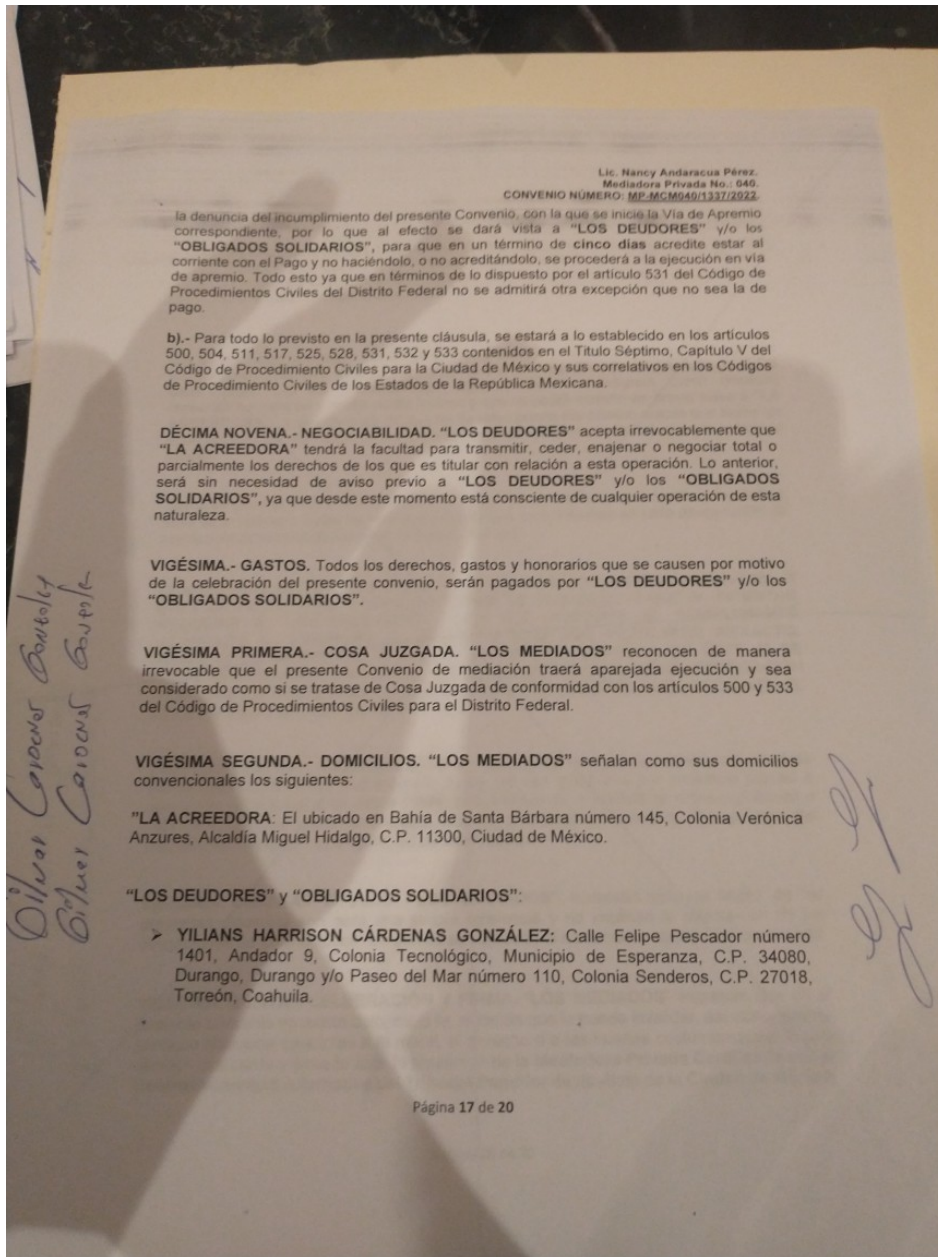 Lic. Nancy Andaracua Pérez.
Mediadora Privada No.: 040.
CONVENIO NÚMERO: MP-MCM040/1337/2022.
la denuncia del incumplimiento del presente Convenio, con la que se inicie la Vía de Apremio
correspondiente, por lo que al efecto se dará vista a “LOS DEUDORES” y/o los
“OBLIGADOS SOLIDARIOS”, para que en un término de cinco días acredite estar al
corriente con el Pago y no haciéndolo, o no acreditándolo, se procederá a la ejecución en vía
de apremio. Todo esto ya que en términos de lo dispuesto por el artículo 531 del Código de
Procedimientos Civiles del Distrito Federal no se admitirá otra excepción que no sea la de
pago.
b).- Para todo lo previsto en la presente cláusula, se estará a lo establecido en los artículos
500, 504, 511, 517, 525, 528, 531, 532 y 533 contenidos en el Titulo Séptimo, Capítulo V del
Código de Procedimiento Civiles para la Ciudad de México y sus correlativos en los Códigos
de Procedimiento Civiles de los Estados de la República Mexicana.
DÉCIMA NOVENA.- NEGOCIABILIDAD. “LOS DEUDORES” acepta irrevocablemente que
“LA ACREEDORA” tendrá la facultad para transmitir, ceder, enajenar o negociar total o
parcialmente los derechos de los que es titular con relación a esta operación. Lo anterior,
será sin necesidad de aviso previo a “LOS DEUDORES” y/o los “OBLIGADOS
SOLIDARIOS”, ya que desde este momento está consciente de cualquier operación de esta
naturaleza.
VIGÉSIMA.- GASTOS. Todos los derechos, gastos y honorarios que se causen por motivo
de la celebración del presente convenio, serán pagados por “LOS DEUDORES” y/o los
“OBLIGADOS SOLIDARIOS”.
VIGÉSIMA PRIMERA.- COSA JUZGADA. “LOS MEDIADOS” reconocen de manera
irrevocable que el presente Convenio de mediación traerá aparejada ejecución y sea
considerado como si se tratase de Cosa Juzgada de conformidad con los artículos 500 y 533
del Código de Procedimientos Civiles para el Distrito Federal.
VIGÉSIMA SEGUNDA.- DOMICILIOS. “LOS MEDIADOS” señalan como sus domicilios
convencionales los siguientes:
"LA ACREEDORA: El ubicado en Bahía de Santa Bárbara número 145, Colonia Verónica
Anzures, Alcaldía Miguel Hidalgo, C.P. 11300, Ciudad de México.
“LOS DEUDORES” y “OBLIGADOS SOLIDARIOS”:
➤ YILIANS HARRISON CÁRDENAS GONZÁLEZ: Calle Felipe Pescador número
1401, Andador 9, Colonia Tecnológico, Municipio de Esperanza, C.P. 34080,
Durango, Durango y/o Paseo del Mar número 110, Colonia Senderos, C.P. 27018,
Torreón, Coahuila.
Página 17 de 20